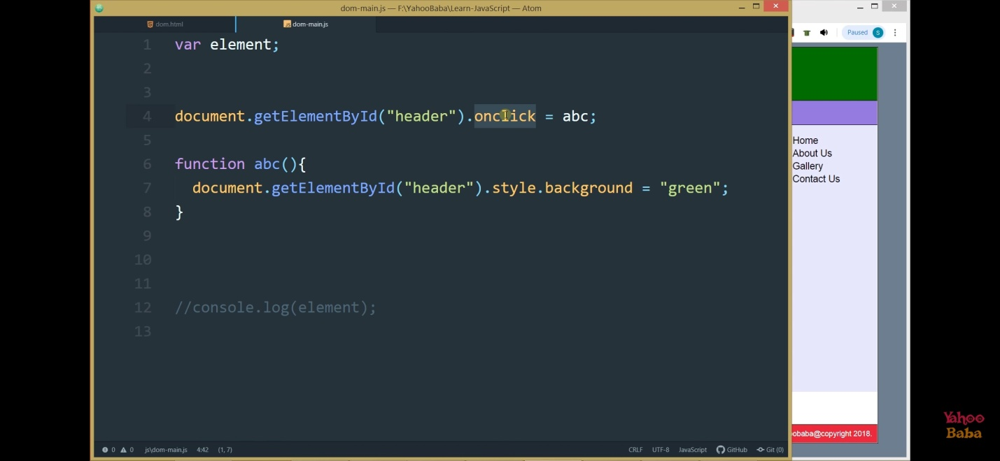 dom-main.js — F:\YahooBaba\Learn-JavaScript — Atom
dom.html
JS dom-main.js
1 var element;
2
3
4 document.getElementById("header").onclick = abc;
5
6 function abc(){
7 document.getElementById("header").style.background = "green";
8 }
9
10
11
12 //console.log(element);
13
0 0 js\dom-main.js 4:42 (1, 7)
CRLF UTF-8 JavaScript GitHub Git (0)
Paused S
Home
About Us
Gallery
Contact Us
obaba@copyright 2018.
Yahoo
Baba